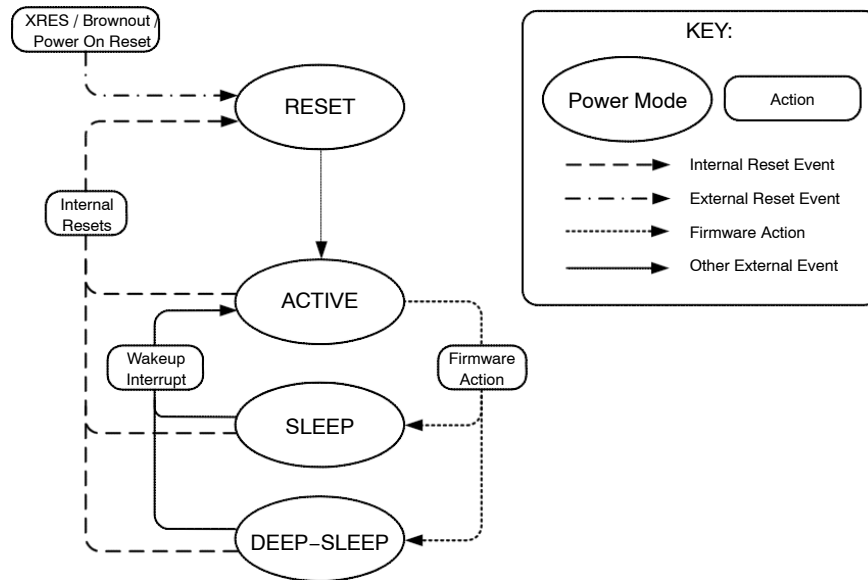 XRES / Brownout /
Power On Reset
RESET
Internal
Resets
ACTIVE
Wakeup
Interrupt
Firmware
Action
SLEEP
DEEP–SLEEP
KEY:
Power Mode
Action
Internal Reset Event
External Reset Event
Firmware Action
Other External Event